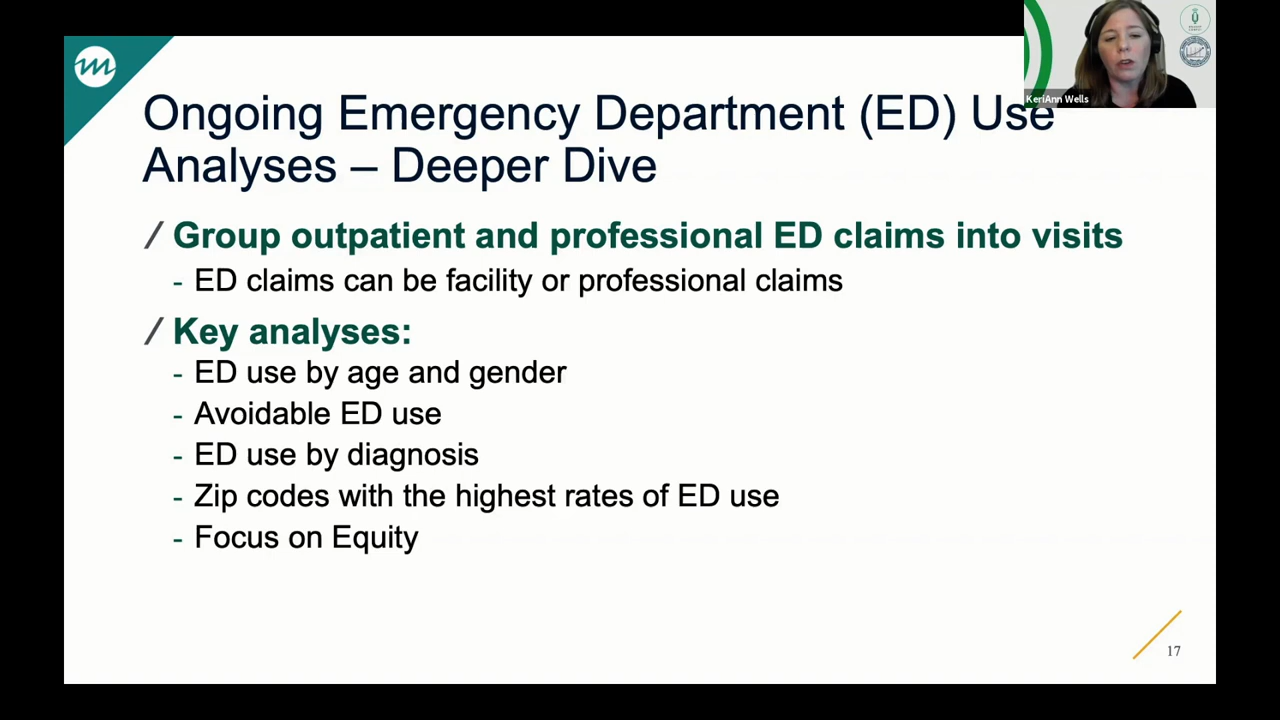 Ongoing Emergency Department (ED) Use
Analyses – Deeper Dive
KeriAnn Wells
/ Group outpatient and professional ED claims into visits
- ED claims can be facility or professional claims
/ Key analyses:
- ED use by age and gender
- Avoidable ED use
- ED use by diagnosis
- Zip codes with the highest rates of ED use
- Focus on Equity
17